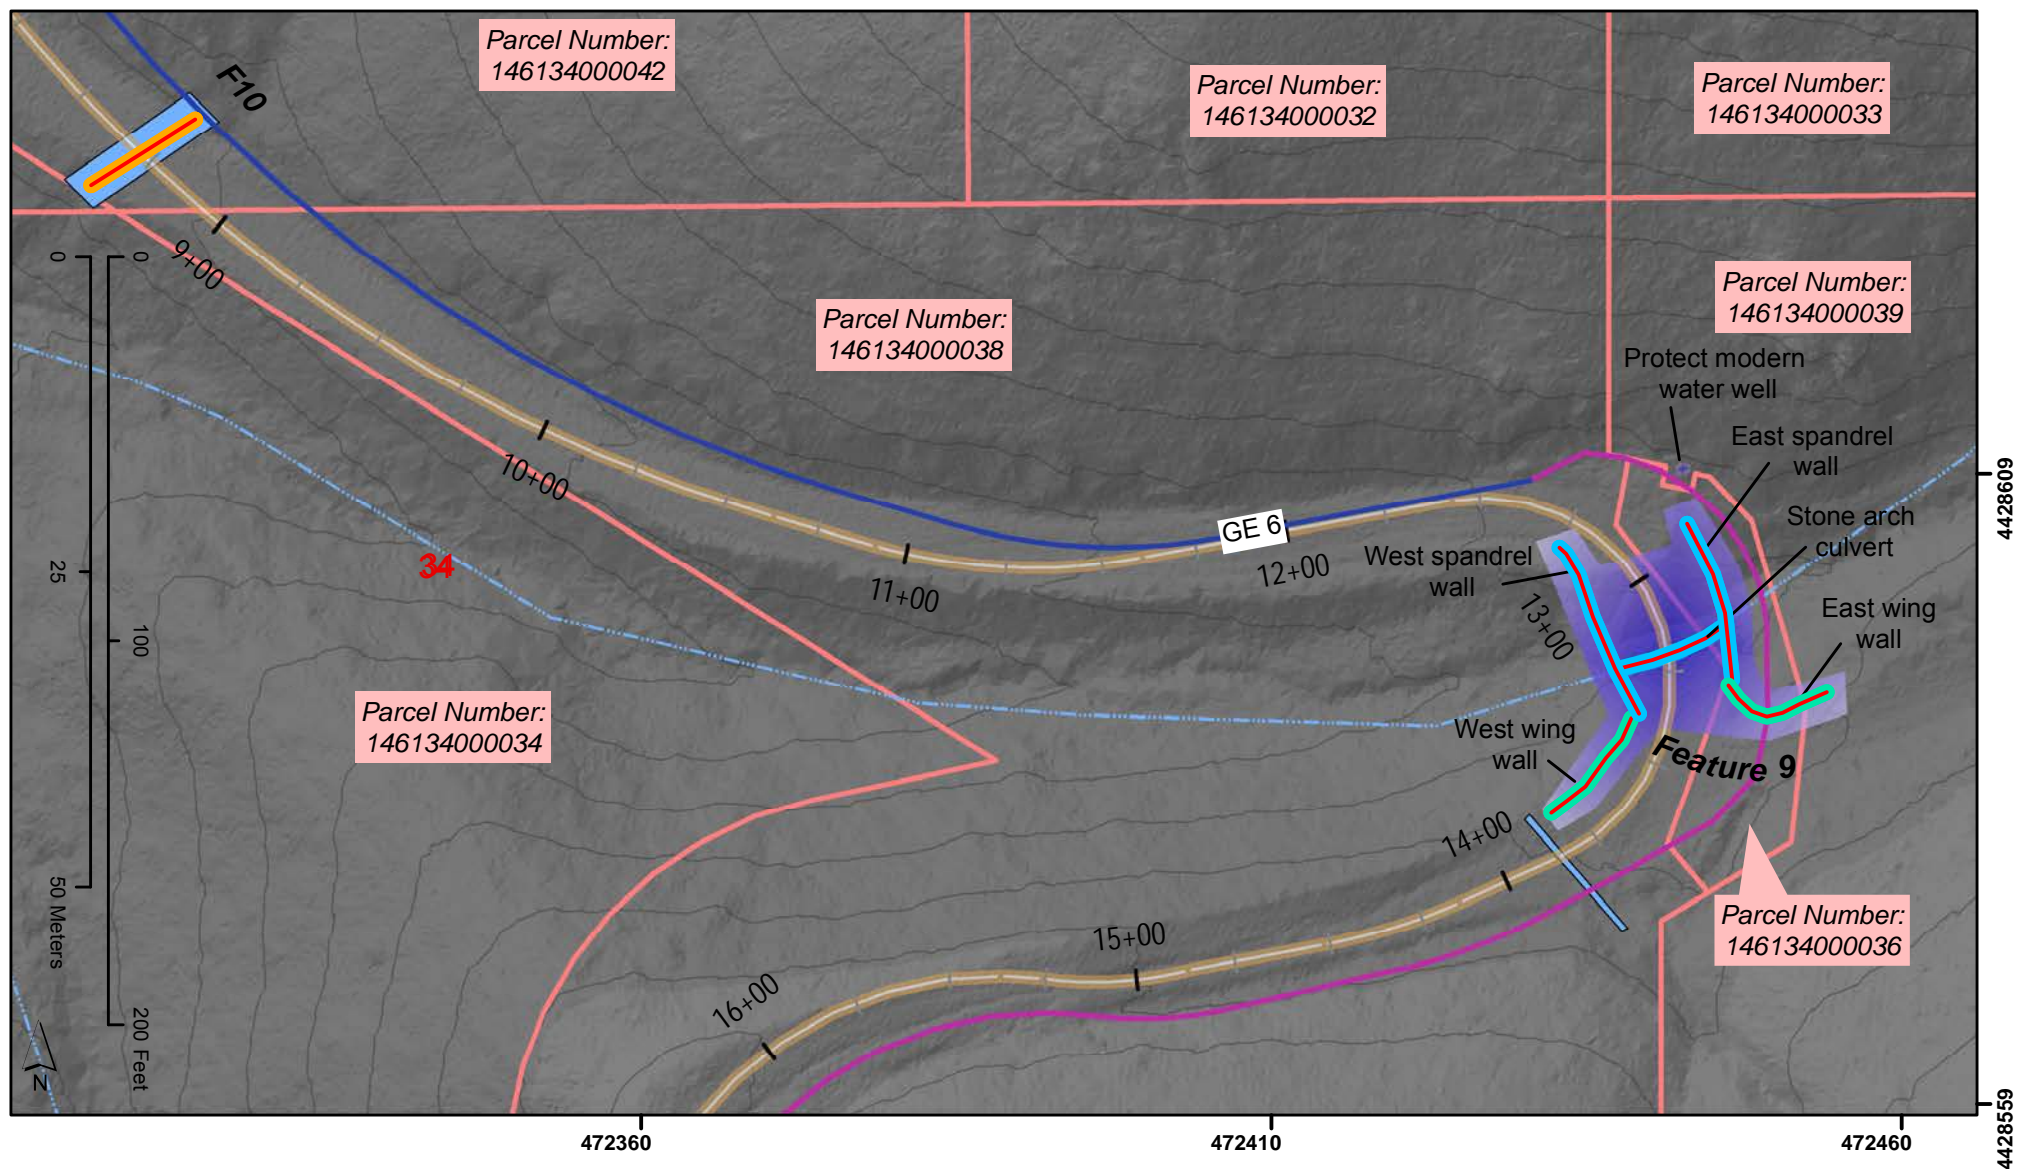 Parcel Number:
146134000042
Parcel Number:
146134000032
Parcel Number:
146134000033
F10
9+00
Parcel Number:
146134000038
Parcel Number:
146134000039
Protect modern
water well
East spandrel
wall
Stone arch
culvert
East wing
wall
0
0
25
100
50 Meters
200 Feet
10+00
34
11+00
GE 6
12+00
West spandrel
wall
13+00
Parcel Number:
146134000034
West wing
wall
Feature 9
14+00
15+00
16+00
Parcel Number:
146134000036
N
472360
472410
472460
4428609
4428559